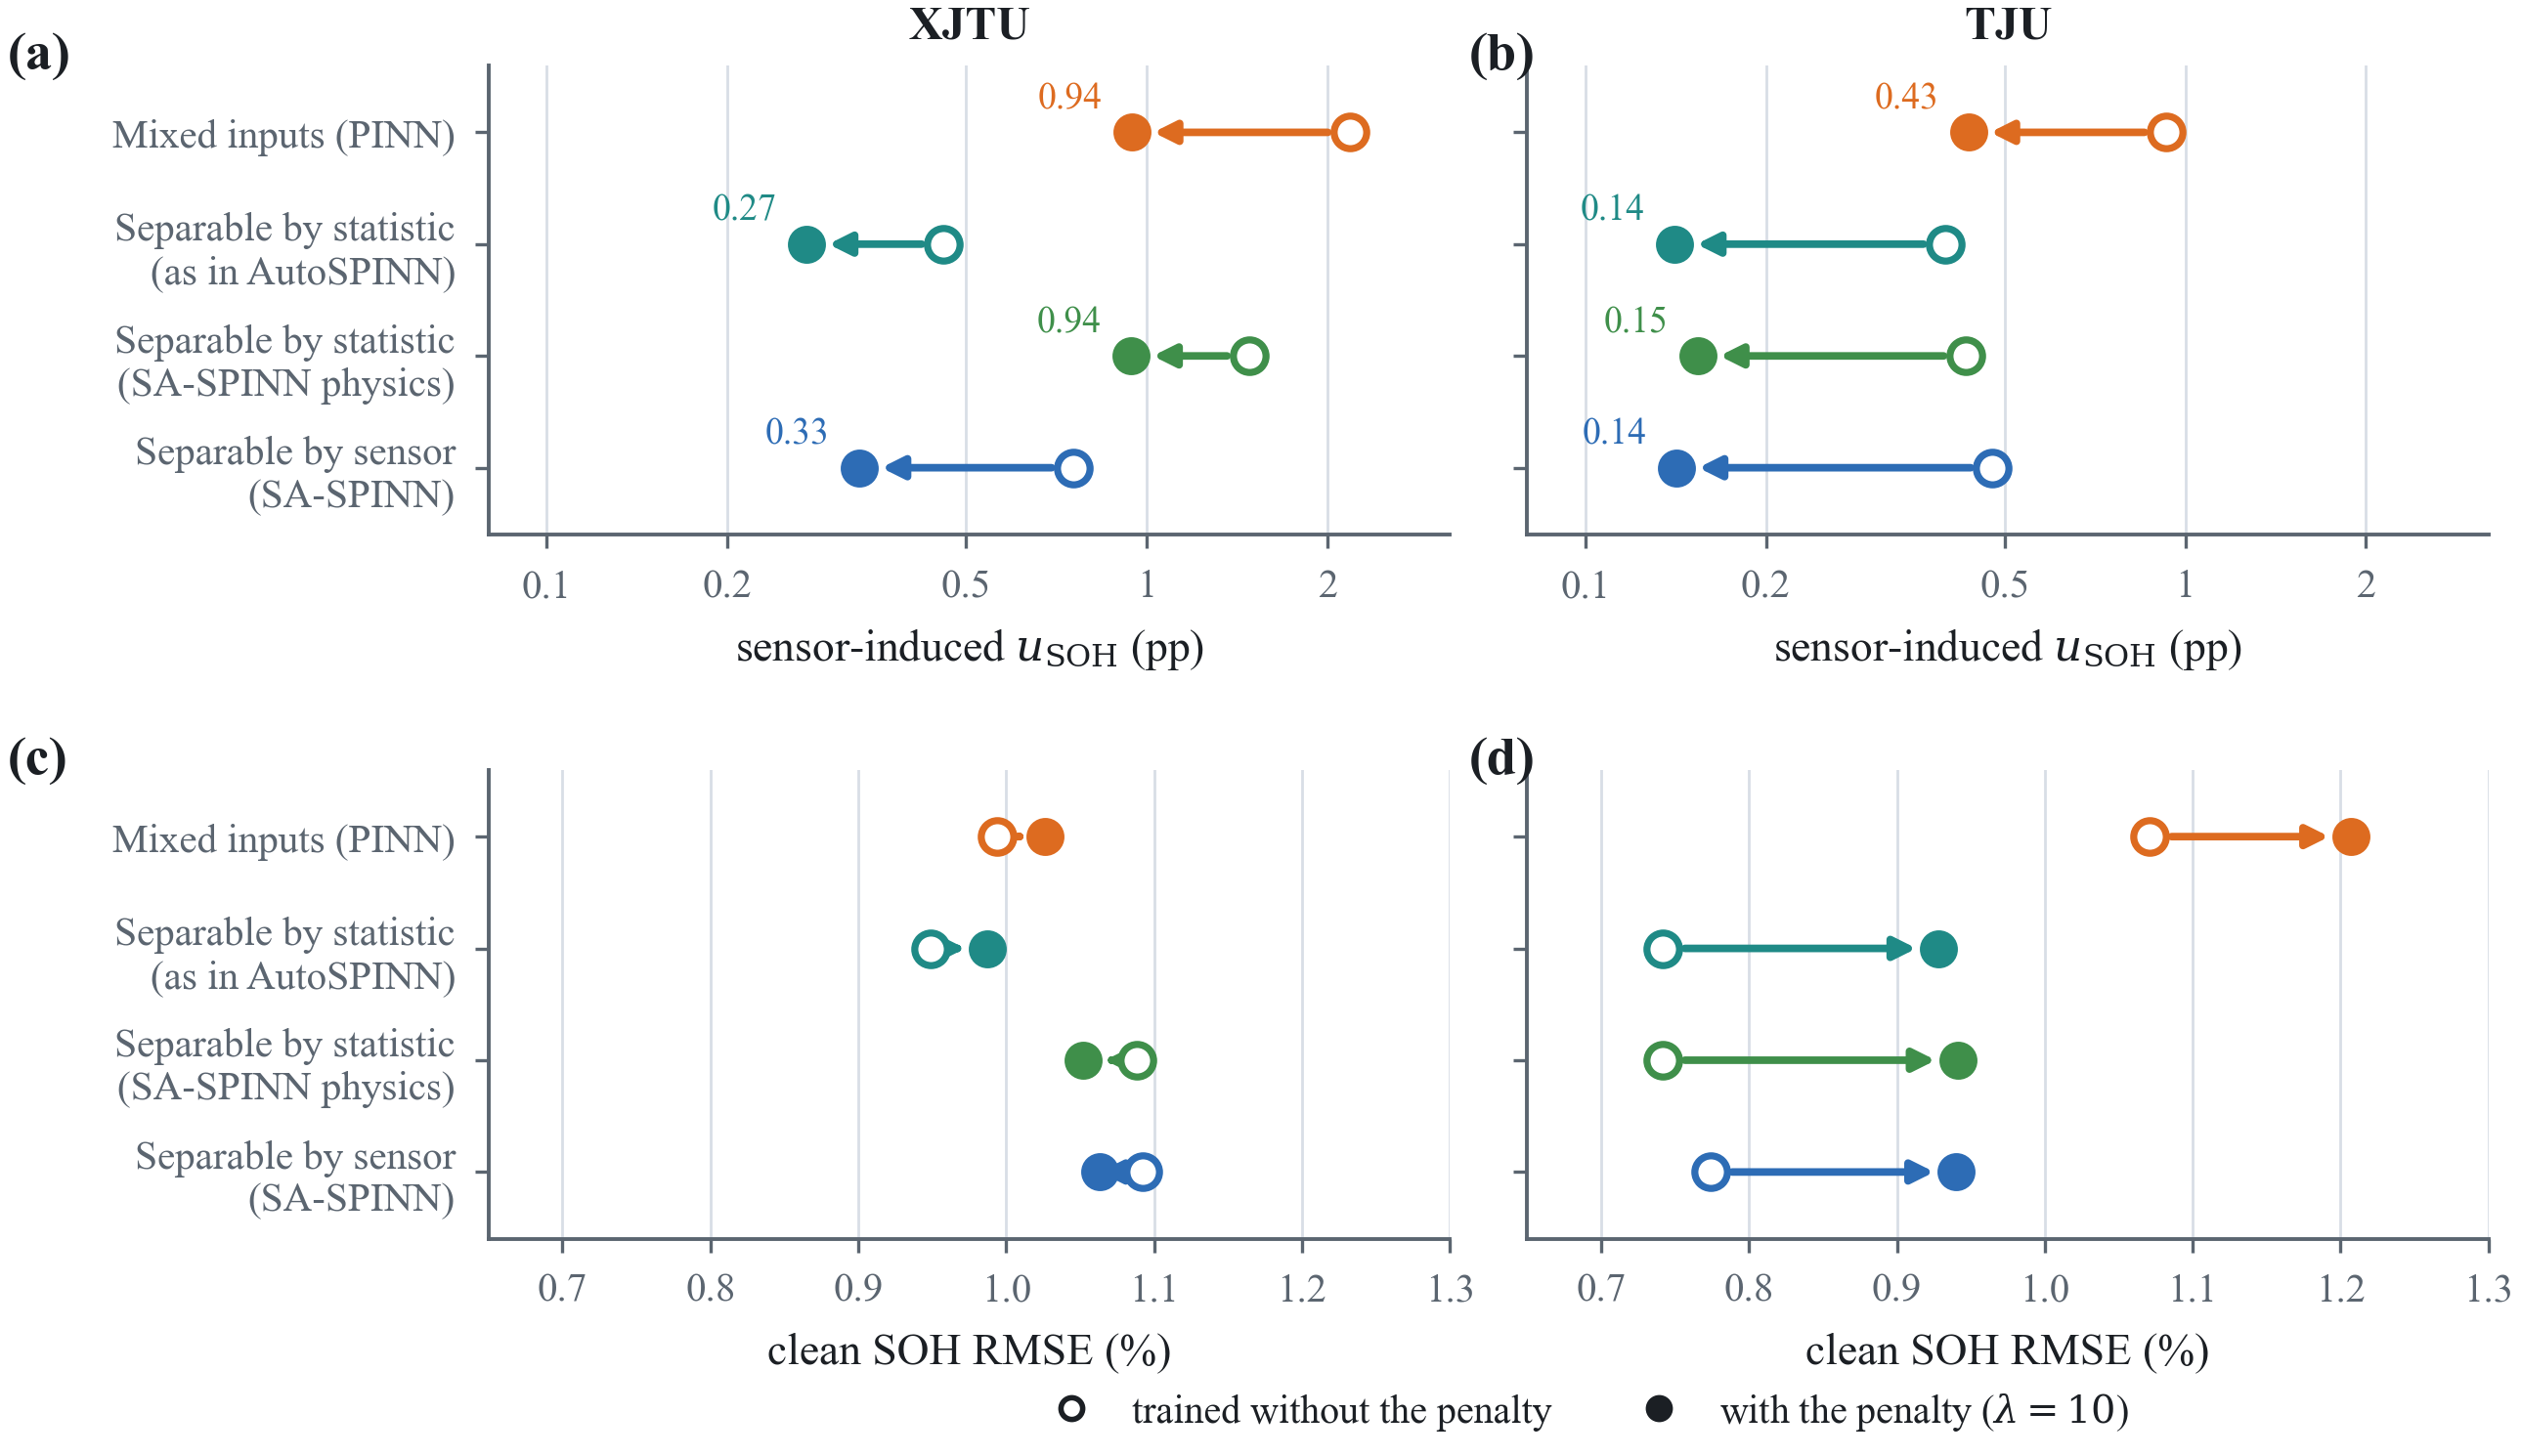 XJTU
TJU
(a)
(b)
0.94
0.43
Mixed inputs (PINN)
0.27
0.14
Separable by statistic
(as in AutoSPINN)
0.94
0.15
Separable by statistic
(SA-SPINN physics)
0.33
0.14
Separable by sensor
(SA-SPINN)
0.1 0.2 0.5 1 2
0.1 0.2 0.5 1 2
sensor-induced u_SOH (pp)
sensor-induced u_SOH (pp)
(c)
(d)
Mixed inputs (PINN)
Separable by statistic
(as in AutoSPINN)
Separable by statistic
(SA-SPINN physics)
Separable by sensor
(SA-SPINN)
0.7 0.8 0.9 1.0 1.1 1.2 1.3
0.7 0.8 0.9 1.0 1.1 1.2 1.3
clean SOH RMSE (%)
clean SOH RMSE (%)
trained without the penalty
with the penalty (λ = 10)